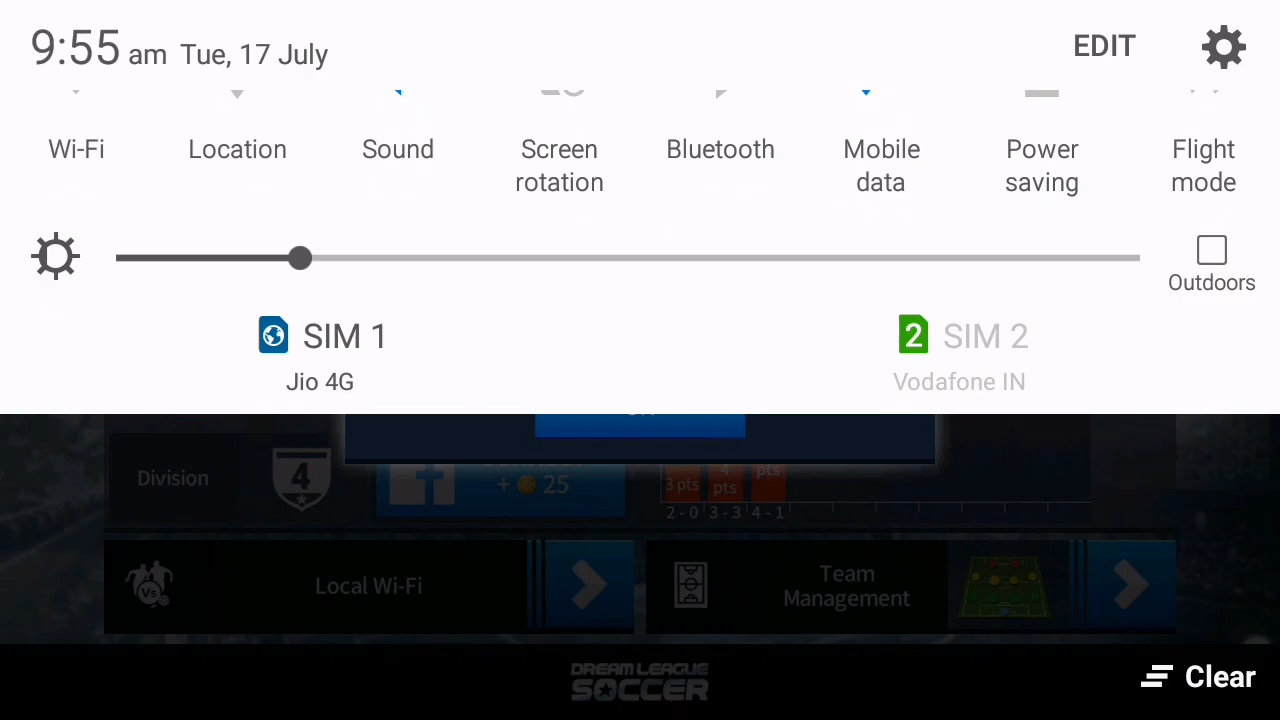 9:55 am Tue, 17 July
EDIT
Wi-Fi
Location
Sound
Screen
rotation
Bluetooth
Mobile
data
Power
saving
Flight
mode
Outdoors
SIM 1
Jio 4G
2 SIM 2
Vodafone IN
Division
4
+ 25
3 pts
4
pts
pts
2 - 0
3 - 3
4 - 1
Vs
Local Wi-Fi
Team
Management
DREAM LEAGUE
SOCCER
Clear